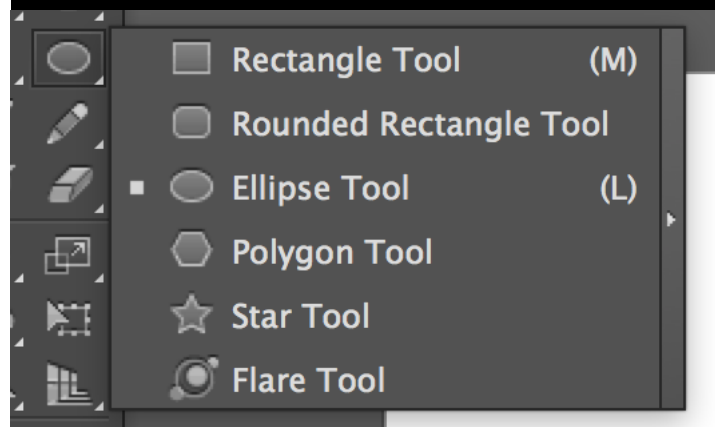 Rectangle Tool (M)
Rounded Rectangle Tool
Ellipse Tool (L)
Polygon Tool
Star Tool
Flare Tool